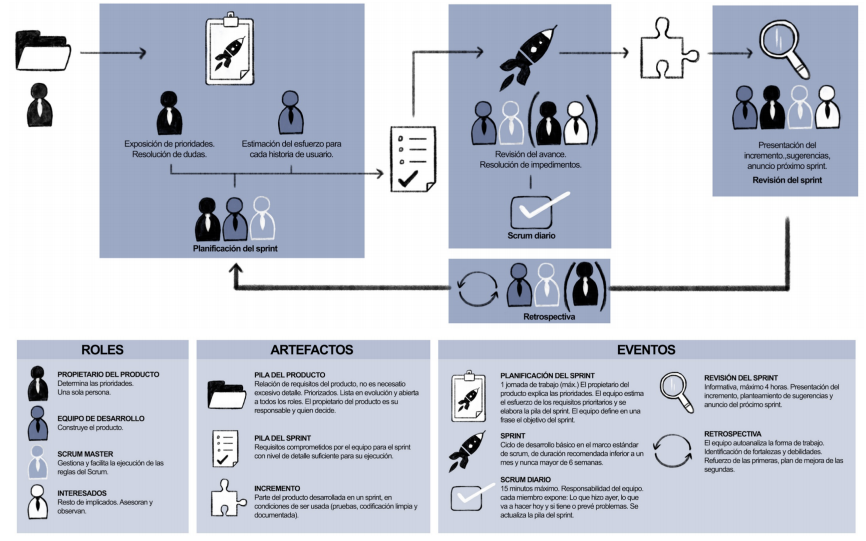 Exposición de prioridades.
Resolución de dudas.
Estimación del esfuerzo para
cada historia de usuario.
Planificación del sprint
Revisión del avance.
Resolución de impedimentos.
Scrum diario
Presentación del
incremento.,sugerencias,
anuncio próximo sprint.
Revisión del sprint
Retrospectiva
ROLES
PROPIETARIO DEL PRODUCTO
Determina las prioridades.
Una sola persona.
EQUIPO DE DESARROLLO
Construye el producto.
SCRUM MASTER
Gestiona y facilita la ejecución de las
reglas del Scrum.
INTERESADOS
Resto de implicados. Asesoran y
observan.
ARTEFACTOS
PILA DEL PRODUCTO
Relación de requisitos del producto, no es necesatio
excesivo detalle. Priorizados. Lista en evolución y abierta
a todos los roles. El propietario del producto es su
responsable y quien decide.
PILA DEL SPRINT
Requisitos comprometidos por el equipo para el sprint
con nivel de detalle suficiente para su ejecución.
INCREMENTO
Parte del producto desarrollada en un sprint, en
condiciones de ser usada (pruebas, codificación limpia y
documentada).
EVENTOS
PLANIFICACIÓN DEL SPRINT
1 jornada de trabajo (máx.) El propietario del
producto explica las prioridades. El equipo estima
el esfuerzo de los requisitos prioritarios y se
elabora la pila del sprint. El equipo define en una
frase el objetivo del sprint.
SPRINT
Ciclo de desarrollo básico en el marco estándar
de scrum, de duración recomendada inferior a un
mes y nunca mayor de 6 semanas.
SCRUM DIARIO
15 minutos máximo. Responsabilidad del equipo.
cada miembro expone: Lo que hizo ayer, lo que
va a hacer hoy y si tiene o prevé problemas. Se
actualiza la pila del sprint.
REVISIÓN DEL SPRINT
Informativa, máximo 4 horas. Presentación del
incremento, planteamiento de sugerencias y
anuncio del prócimo sprint.
RETROSPECTIVA
El equipo autoanaliza la forma de trabajo.
Identificación de fortalezas y debilidades.
Refuerzo de las primeras, plan de mejora de las
segundas.